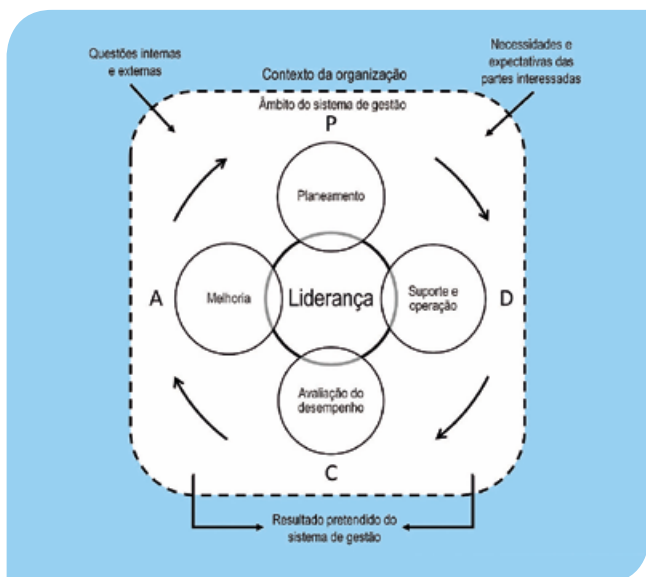 Questões internas
e externas
Necessidades e
expectativas das
partes interessadas
Contexto da organização
Âmbito do sistema de gestão
P
Planeamento
A
Melhoria
Liderança
Suporte e
operação
D
Avaliação do
desempenho
C
Resultado pretendido do
sistema de gestão